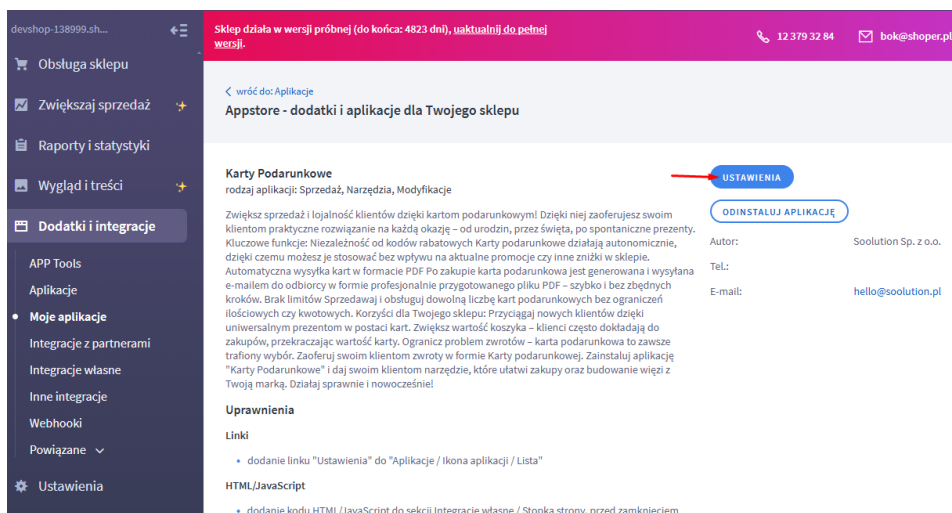 devshop-138999.sh...
Obsługa sklepu
Zwiększaj sprzedaż
Raporty i statystyki
Wygląd i treści
Dodatki i integracje
APP Tools
Aplikacje
Moje aplikacje
Integracje z partnerami
Integracje własne
Inne integracje
Webhooki
Powiązane
Ustawienia
Sklep działa w wersji próbnej (do końca: 4823 dni), uaktualnij do pełnej
wersji.
12 379 32 84
bok@shoper.pl
wróć do: Aplikacje
Appstore - dodatki i aplikacje dla Twojego sklepu
Karty Podarunkowe
rodzaj aplikacji: Sprzedaż, Narzędzia, Modyfikacje
Zwiększ sprzedaż i lojalność klientów dzięki kartom podarunkowym! Dzięki niej zaoferujesz swoim
klientom praktyczne rozwiązanie na każdą okazję – od urodzin, przez święta, po spontaniczne prezenty.
Kluczowe funkcje: Niezależność od kodów rabatowych Karty podarunkowe działają autonomicznie,
dzięki czemu możesz je stosować bez wpływu na aktualne promocje czy inne zniżki w sklepie.
Automatyczna wysyłka kart w formacie PDF Po zakupie karta podarunkowa jest generowana i wysyłana
e-mailem do odbiorcy w formie profesjonalnie przygotowanego pliku PDF – szybko i bez zbędnych
kroków. Brak limitów Sprzedawaj i obsługuj dowolną liczbę kart podarunkowych bez ograniczeń
ilościowych czy kwotowych. Korzyści dla Twojego sklepu: Przyciągaj nowych klientów dzięki
uniwersalnym prezentom w postaci kart. Zwiększ wartość koszyka – klienci często dokładają do
zakupów, przekraczając wartość karty. Ogranicz problem zwrotów – karta podarunkowa to zawsze
trafiony wybór. Zaoferuj swoim klientom zwroty w formie Karty podarunkowej. Zainstaluj aplikację
"Karty Podarunkowe" i daj swoim klientom narzędzie, które ułatwi zakupy oraz budowanie więzi z
Twoją marką. Działaj sprawnie i nowocześnie!
Uprawnienia
Linki
dodanie linku "Ustawienia" do "Aplikacje / Ikona aplikacji / Lista"
HTML/JavaScript
dodanie kodu HTML/JavaScript do sekcji Integracje własne / Stopka strony, przed zamknięciem
USTAWIENIA
ODINSTALUJ APLIKACJĘ
Autor: Soolution Sp. z o.o.
Tel.:
E-mail: hello@soolution.pl